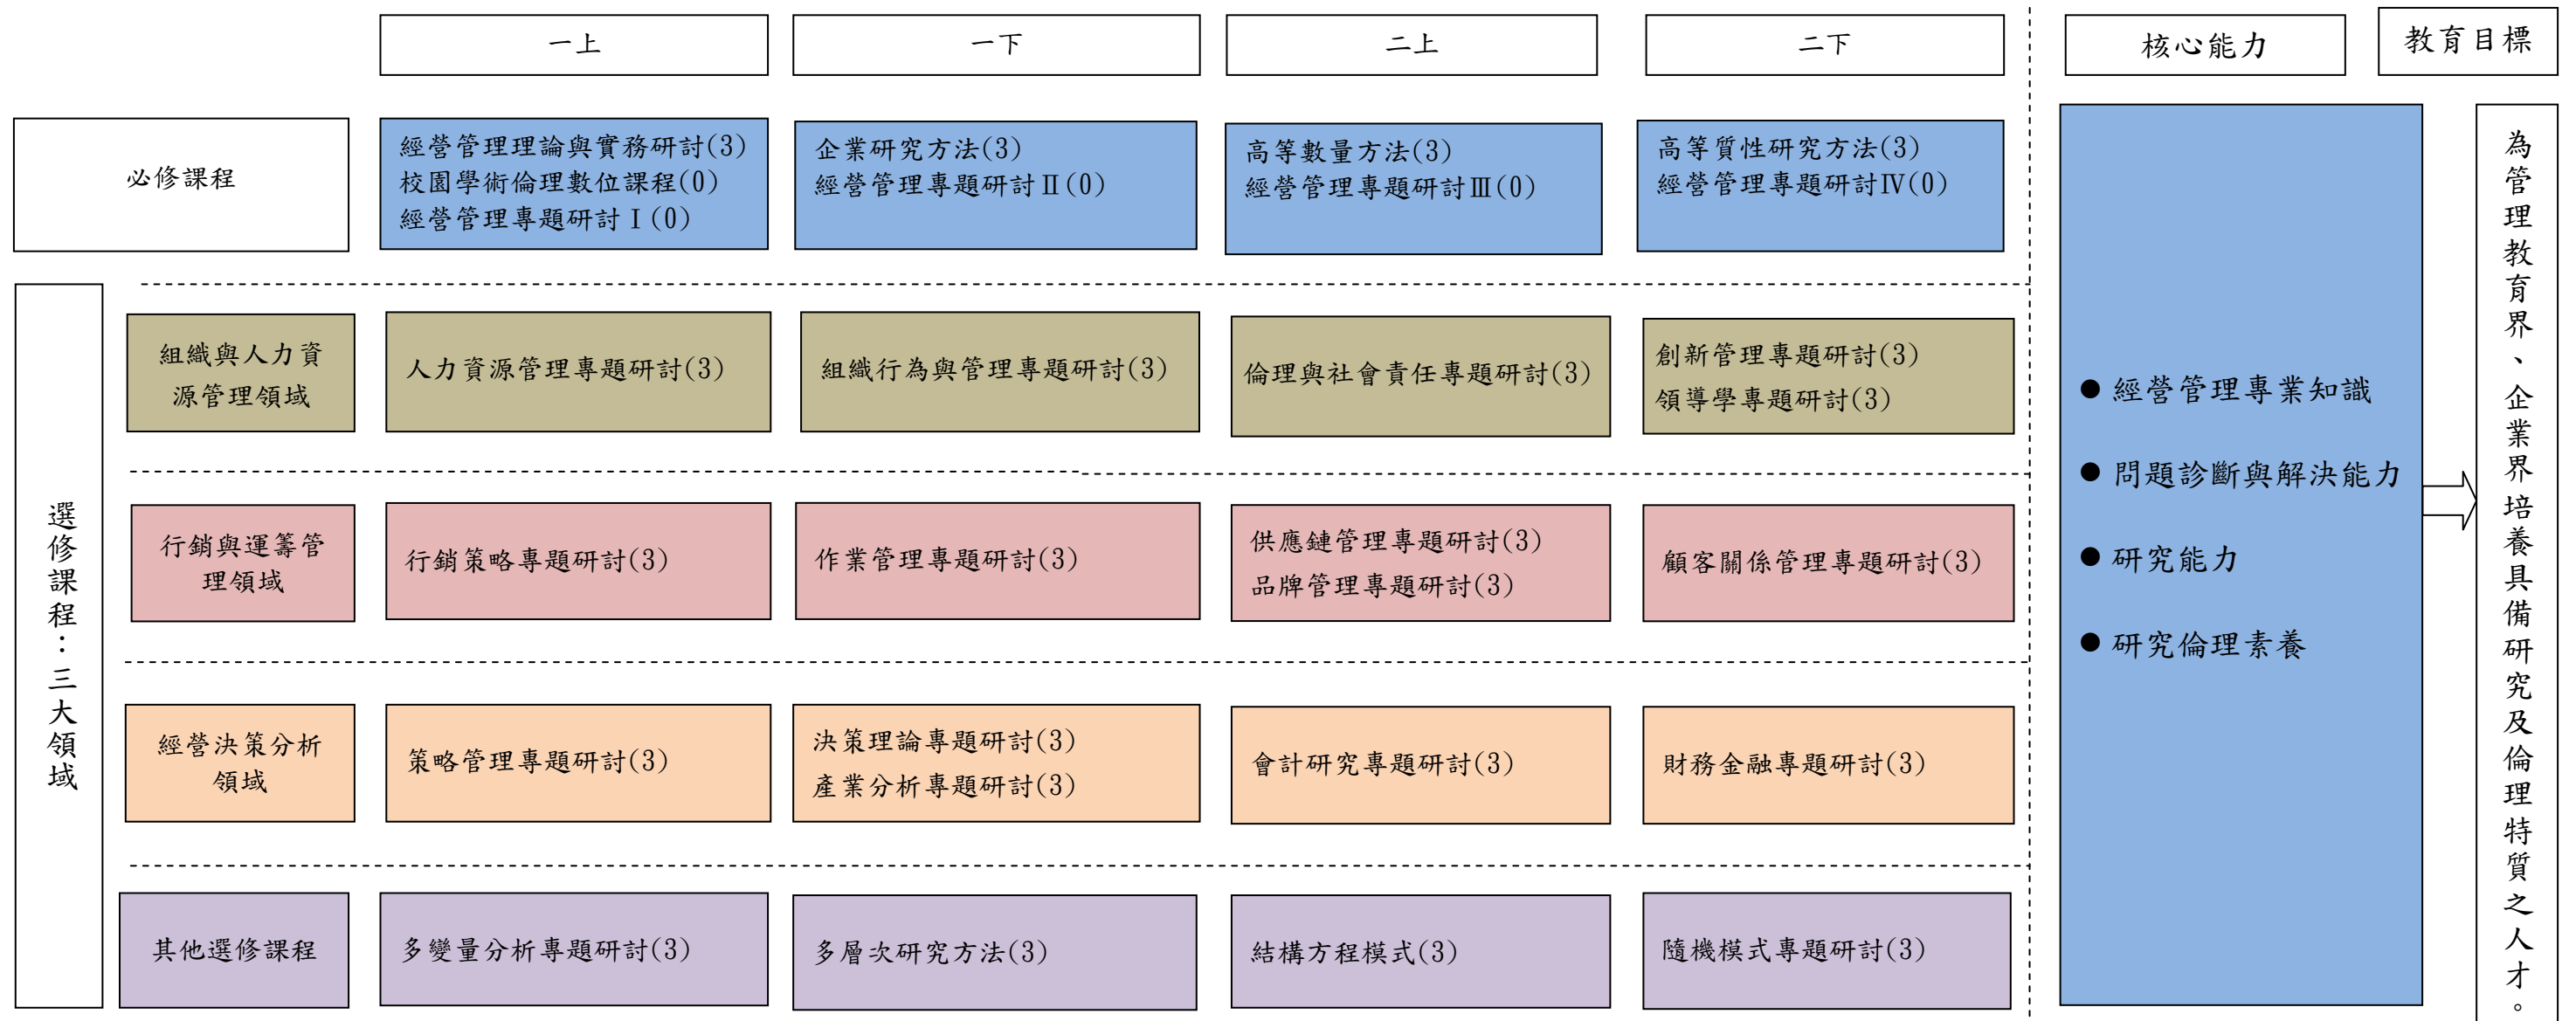 一上
一下
二上
二下
核心能力
教育目標
必修課程
經營管理理論與實務研討(3)
校園學術倫理數位課程(0)
經營管理專題研討Ⅰ(0)
企業研究方法(3)
經營管理專題研討Ⅱ(0)
高等數量方法(3)
經營管理專題研討Ⅲ(0)
高等質性研究方法(3)
經營管理專題研討Ⅳ(0)
選修課程：三大領域
組織與人力資
源管理領域
人力資源管理專題研討(3)
組織行為與管理專題研討(3)
倫理與社會責任專題研討(3)
創新管理專題研討(3)
領導學專題研討(3)
行銷與運籌管
理領域
行銷策略專題研討(3)
作業管理專題研討(3)
供應鏈管理專題研討(3)
品牌管理專題研討(3)
顧客關係管理專題研討(3)
經營決策分析
領域
策略管理專題研討(3)
決策理論專題研討(3)
產業分析專題研討(3)
會計研究專題研討(3)
財務金融專題研討(3)
其他選修課程
多變量分析專題研討(3)
多層次研究方法(3)
結構方程模式(3)
隨機模式專題研討(3)
● 經營管理專業知識
● 問題診斷與解決能力
● 研究能力
● 研究倫理素養
為管理教育界、企業界培養具備研究及倫理特質之人才。